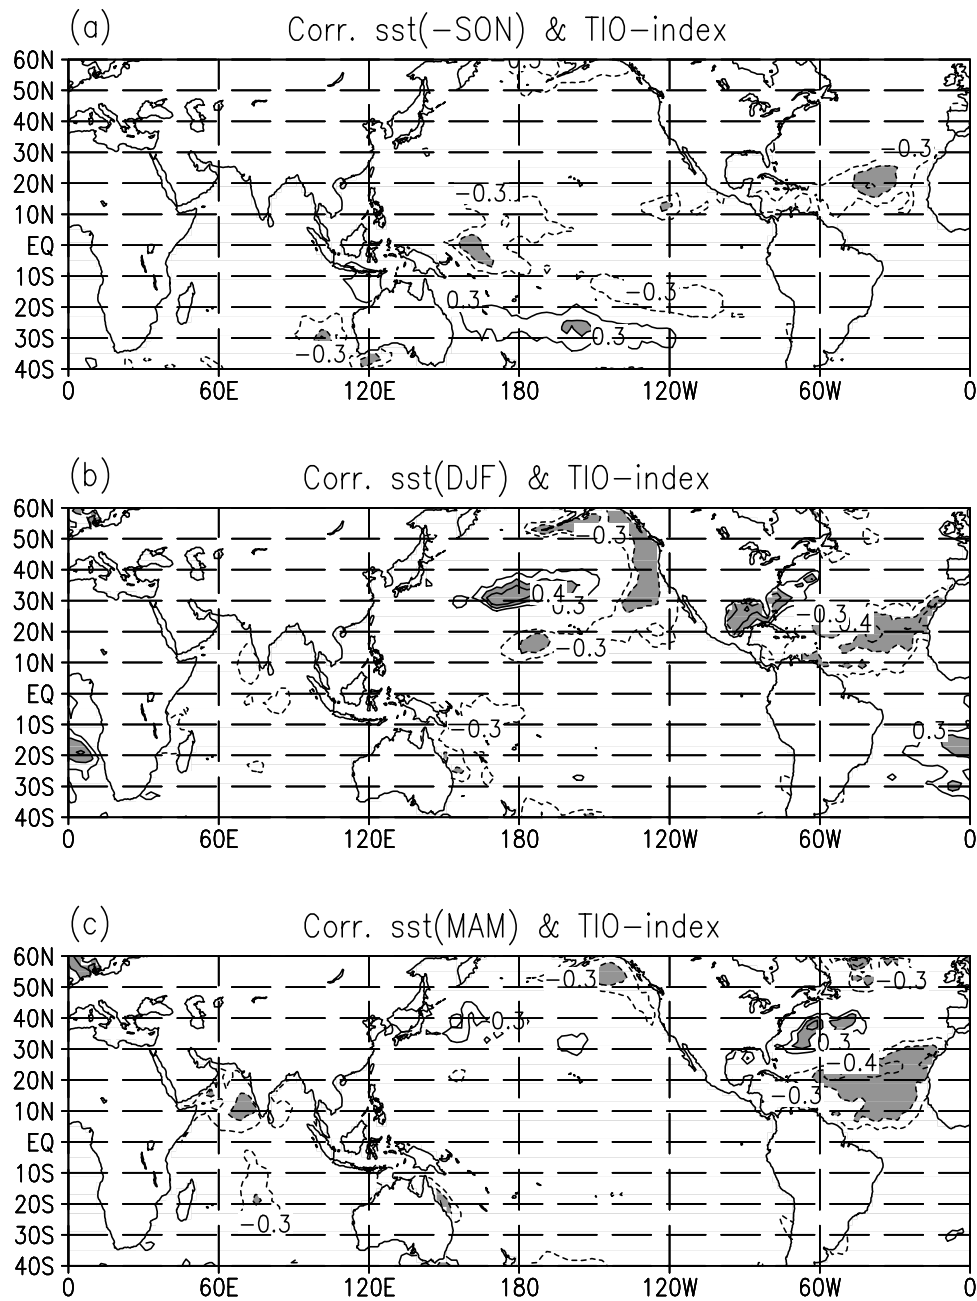 (a)
Corr. sst(−SON) & TIO−index
60N
50N
40N
30N
20N
10N
EQ
10S
20S
30S
40S
−0.3
−0.3
−0.3
0.3
0.3
−0.3
0 60E 120E 180 120W 60W 0
(b)
Corr. sst(DJF) & TIO−index
60N
50N
40N
30N
20N
10N
EQ
10S
20S
30S
40S
−0.3
0.4
0.3
−0.3
0.4
−0.3
−0.3
0.3
0 60E 120E 180 120W 60W 0
(c)
Corr. sst(MAM) & TIO−index
60N
50N
40N
30N
20N
10N
EQ
10S
20S
30S
40S
−0.3
−0.3
0.3
0.3
−0.4
−0.3
−0.3
0 60E 120E 180 120W 60W 0